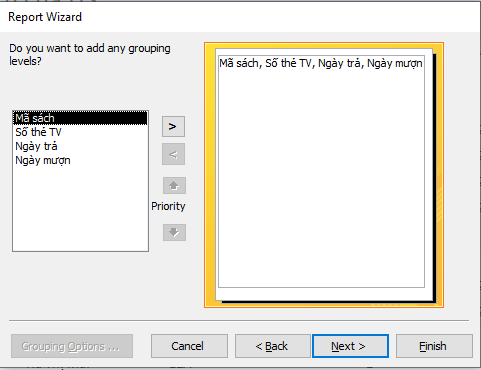 Report Wizard
Do you want to add any grouping
levels?
Mã sách
Số thẻ TV
Ngày trả
Ngày mượn
>
<
Priority
Mã sách, Số thẻ TV, Ngày trả, Ngày mượn
Grouping Options ...
Cancel
< Back
Next >
Finish